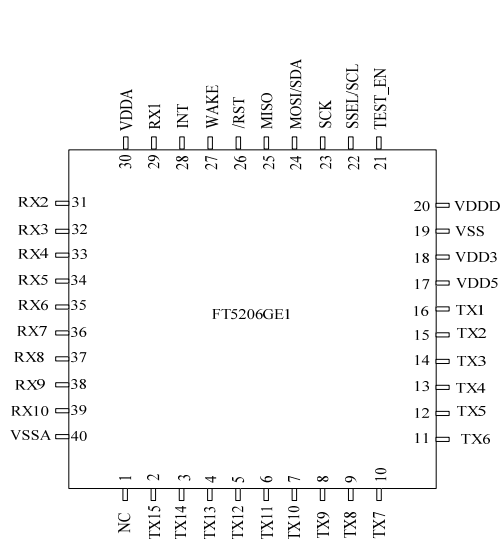 VDDA
RX1
INT
WAKE
/RST
MISO
MOSI/SDA
SCK
SSEL/SCL
TEST_EN
30
29
28
27
26
25
24
23
22
21
RX2 31
RX3 32
RX4 33
RX5 34
RX6 35
RX7 36
RX8 37
RX9 38
RX10 39
VSSA 40
FT5206GE1
20 VDDD
19 VSS
18 VDD3
17 VDD5
16 TX1
15 TX2
14 TX3
13 TX4
12 TX5
11 TX6
1
2
3
4
5
6
7
8
9
10
NC
TX15
TX14
TX13
TX12
TX11
TX10
TX9
TX8
TX7